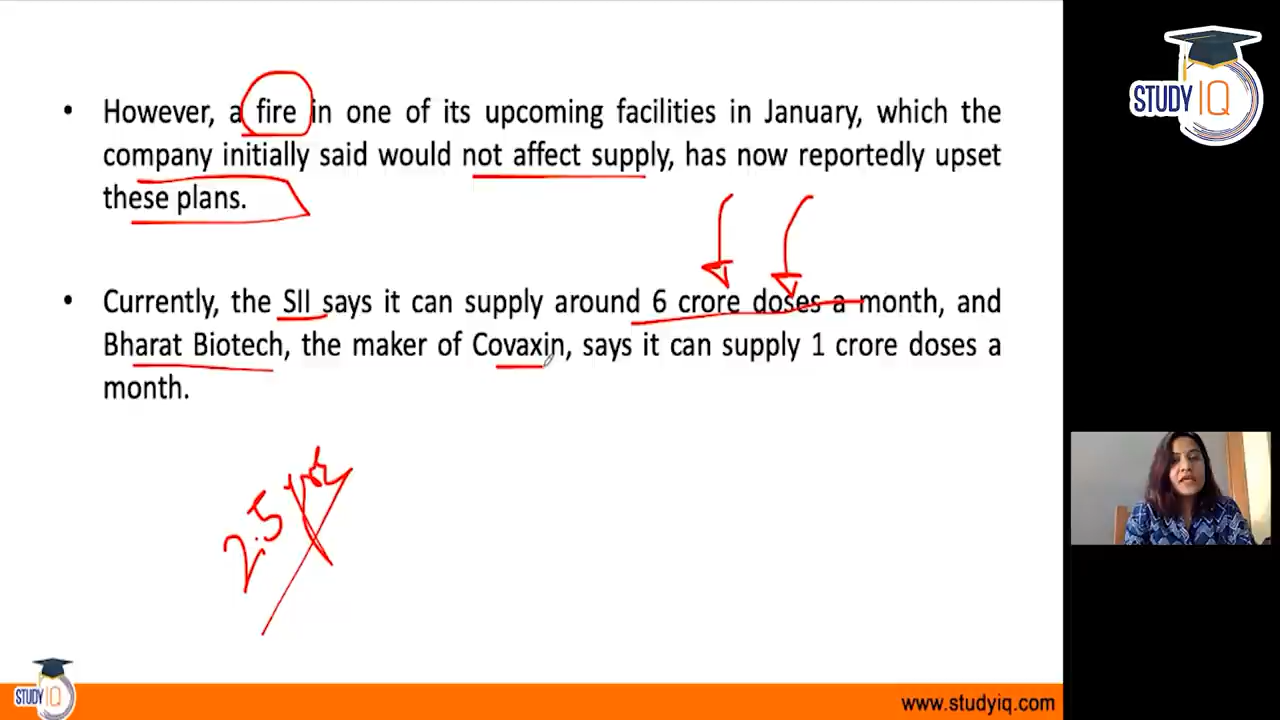 STUDY IQ
• However, a fire in one of its upcoming facilities in January, which the
company initially said would not affect supply, has now reportedly upset
these plans.
• Currently, the SII says it can supply around 6 crore doses a month, and
Bharat Biotech, the maker of Covaxin, says it can supply 1 crore doses a
month.
2.5
STUDY IQ
www.studyiq.com